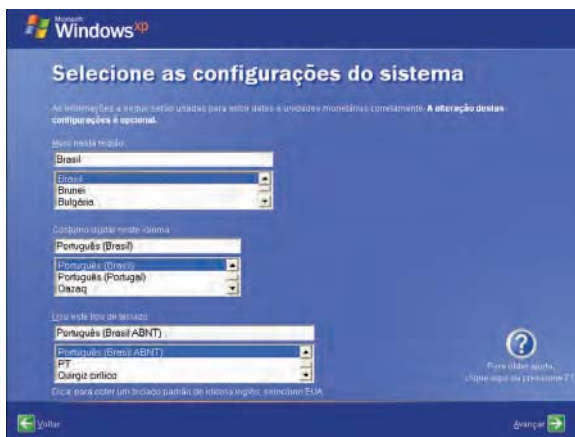 Microsoft
Windows xp
Selecione as configurações do sistema
As informações a seguir serão usadas para exibir datas e unidades monetárias corretamente. A alteração destas
configurações é opcional.
Moro nesta região:
Brasil
Brasil
Brunei
Bulgária
Costumo digitar neste idioma:
Português (Brasil)
Português (Brasil)
Português (Portugal)
Qazaq
Uso este tipo de teclado:
Português (Brasil ABNT)
Português (Brasil ABNT)
PT
Quirgiz cirílico
Dica: para obter um teclado padrão de idioma inglês, selecione EUA.
Para obter ajuda,
clique aqui ou pressione F1
Voltar
Avançar